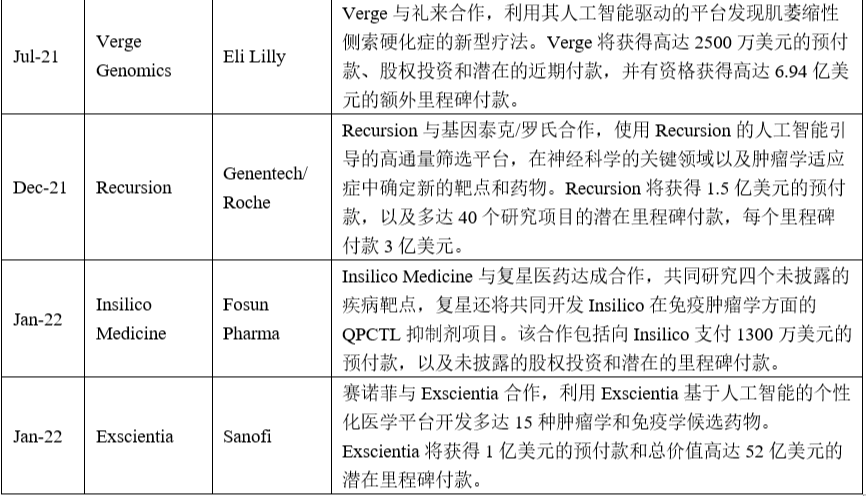 Jul-21
Verge
Genomics
Eli Lilly
Verge 与礼来合作，利用其人工智能驱动的平台发现肌萎缩性
侧索硬化症的新型疗法。Verge 将获得高达 2500 万美元的预付
款、股权投资和潜在的近期付款，并有资格获得高达 6.94 亿美
元的额外里程碑付款。
Dec-21
Recursion
Genentech/
Roche
Recursion 与基因泰克/罗氏合作，使用 Recursion 的人工智能引
导的高通量筛选平台，在神经科学的关键领域以及肿瘤学适应
症中确定新的靶点和药物。Recursion 将获得 1.5 亿美元的预付
款，以及多达 40 个研究项目的潜在里程碑付款，每个里程碑
付款 3 亿美元。
Jan-22
Insilico
Medicine
Fosun
Pharma
Insilico Medicine 与复星医药达成合作，共同研究四个未披露的
疾病靶点，复星还将共同开发 Insilico 在免疫肿瘤学方面的
QPCTL 抑制剂项目。该合作包括向 Insilico 支付 1300 万美元的
预付款，以及未披露的股权投资和潜在的里程碑付款。
Jan-22
Exscientia
Sanofi
赛诺菲与 Exscientia 合作，利用 Exscientia 基于人工智能的个性
化医学平台开发多达 15 种肿瘤学和免疫学候选药物。
Exscientia 将获得 1 亿美元的预付款和总价值高达 52 亿美元的
潜在里程碑付款。